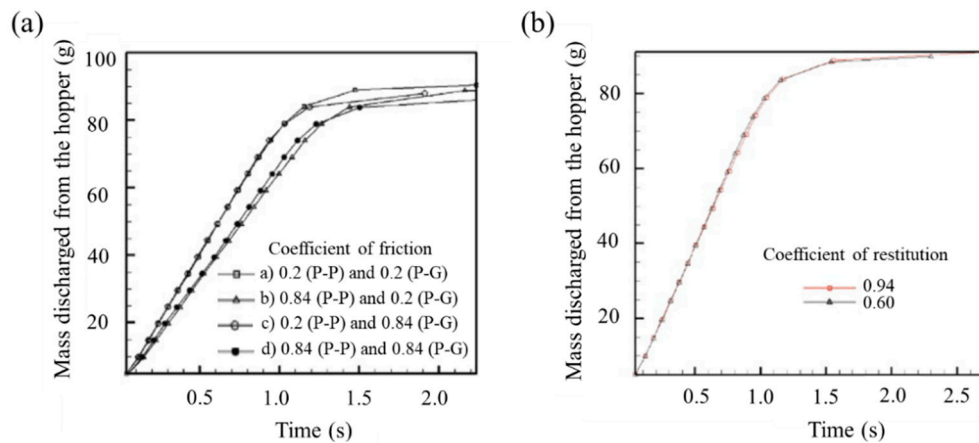 (a)
Mass discharged from the hopper (g)
100
80
60
40
20
Coefficient of friction
a) 0.2 (P-P) and 0.2 (P-G)
b) 0.84 (P-P) and 0.2 (P-G)
c) 0.2 (P-P) and 0.84 (P-G)
d) 0.84 (P-P) and 0.84 (P-G)
0.5 1.0 1.5 2.0
Time (s)
(b)
Mass discharged from the hopper (g)
80
60
40
20
Coefficient of restitution
0.94
0.60
0.5 1.0 1.5 2.0 2.5
Time (s)